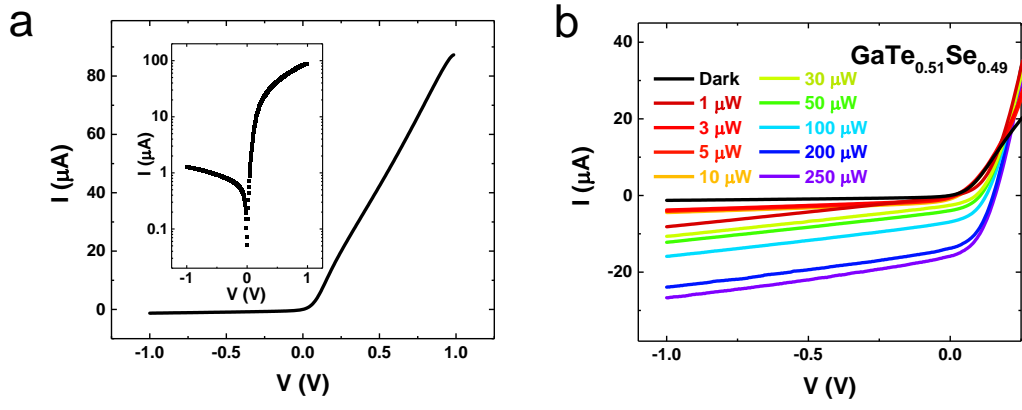 a
I (µA)
80
60
40
20
0
-1.0
-0.5
0.0
0.5
1.0
V (V)
I (µA)
100
10
1
0.1
-1
0
1
V (V)
b
GaTe0.51Se0.49
Dark
1 µW
3 µW
5 µW
10 µW
30 µW
50 µW
100 µW
200 µW
250 µW
I (µA)
40
20
0
-20
-1.0
-0.5
0.0
V (V)